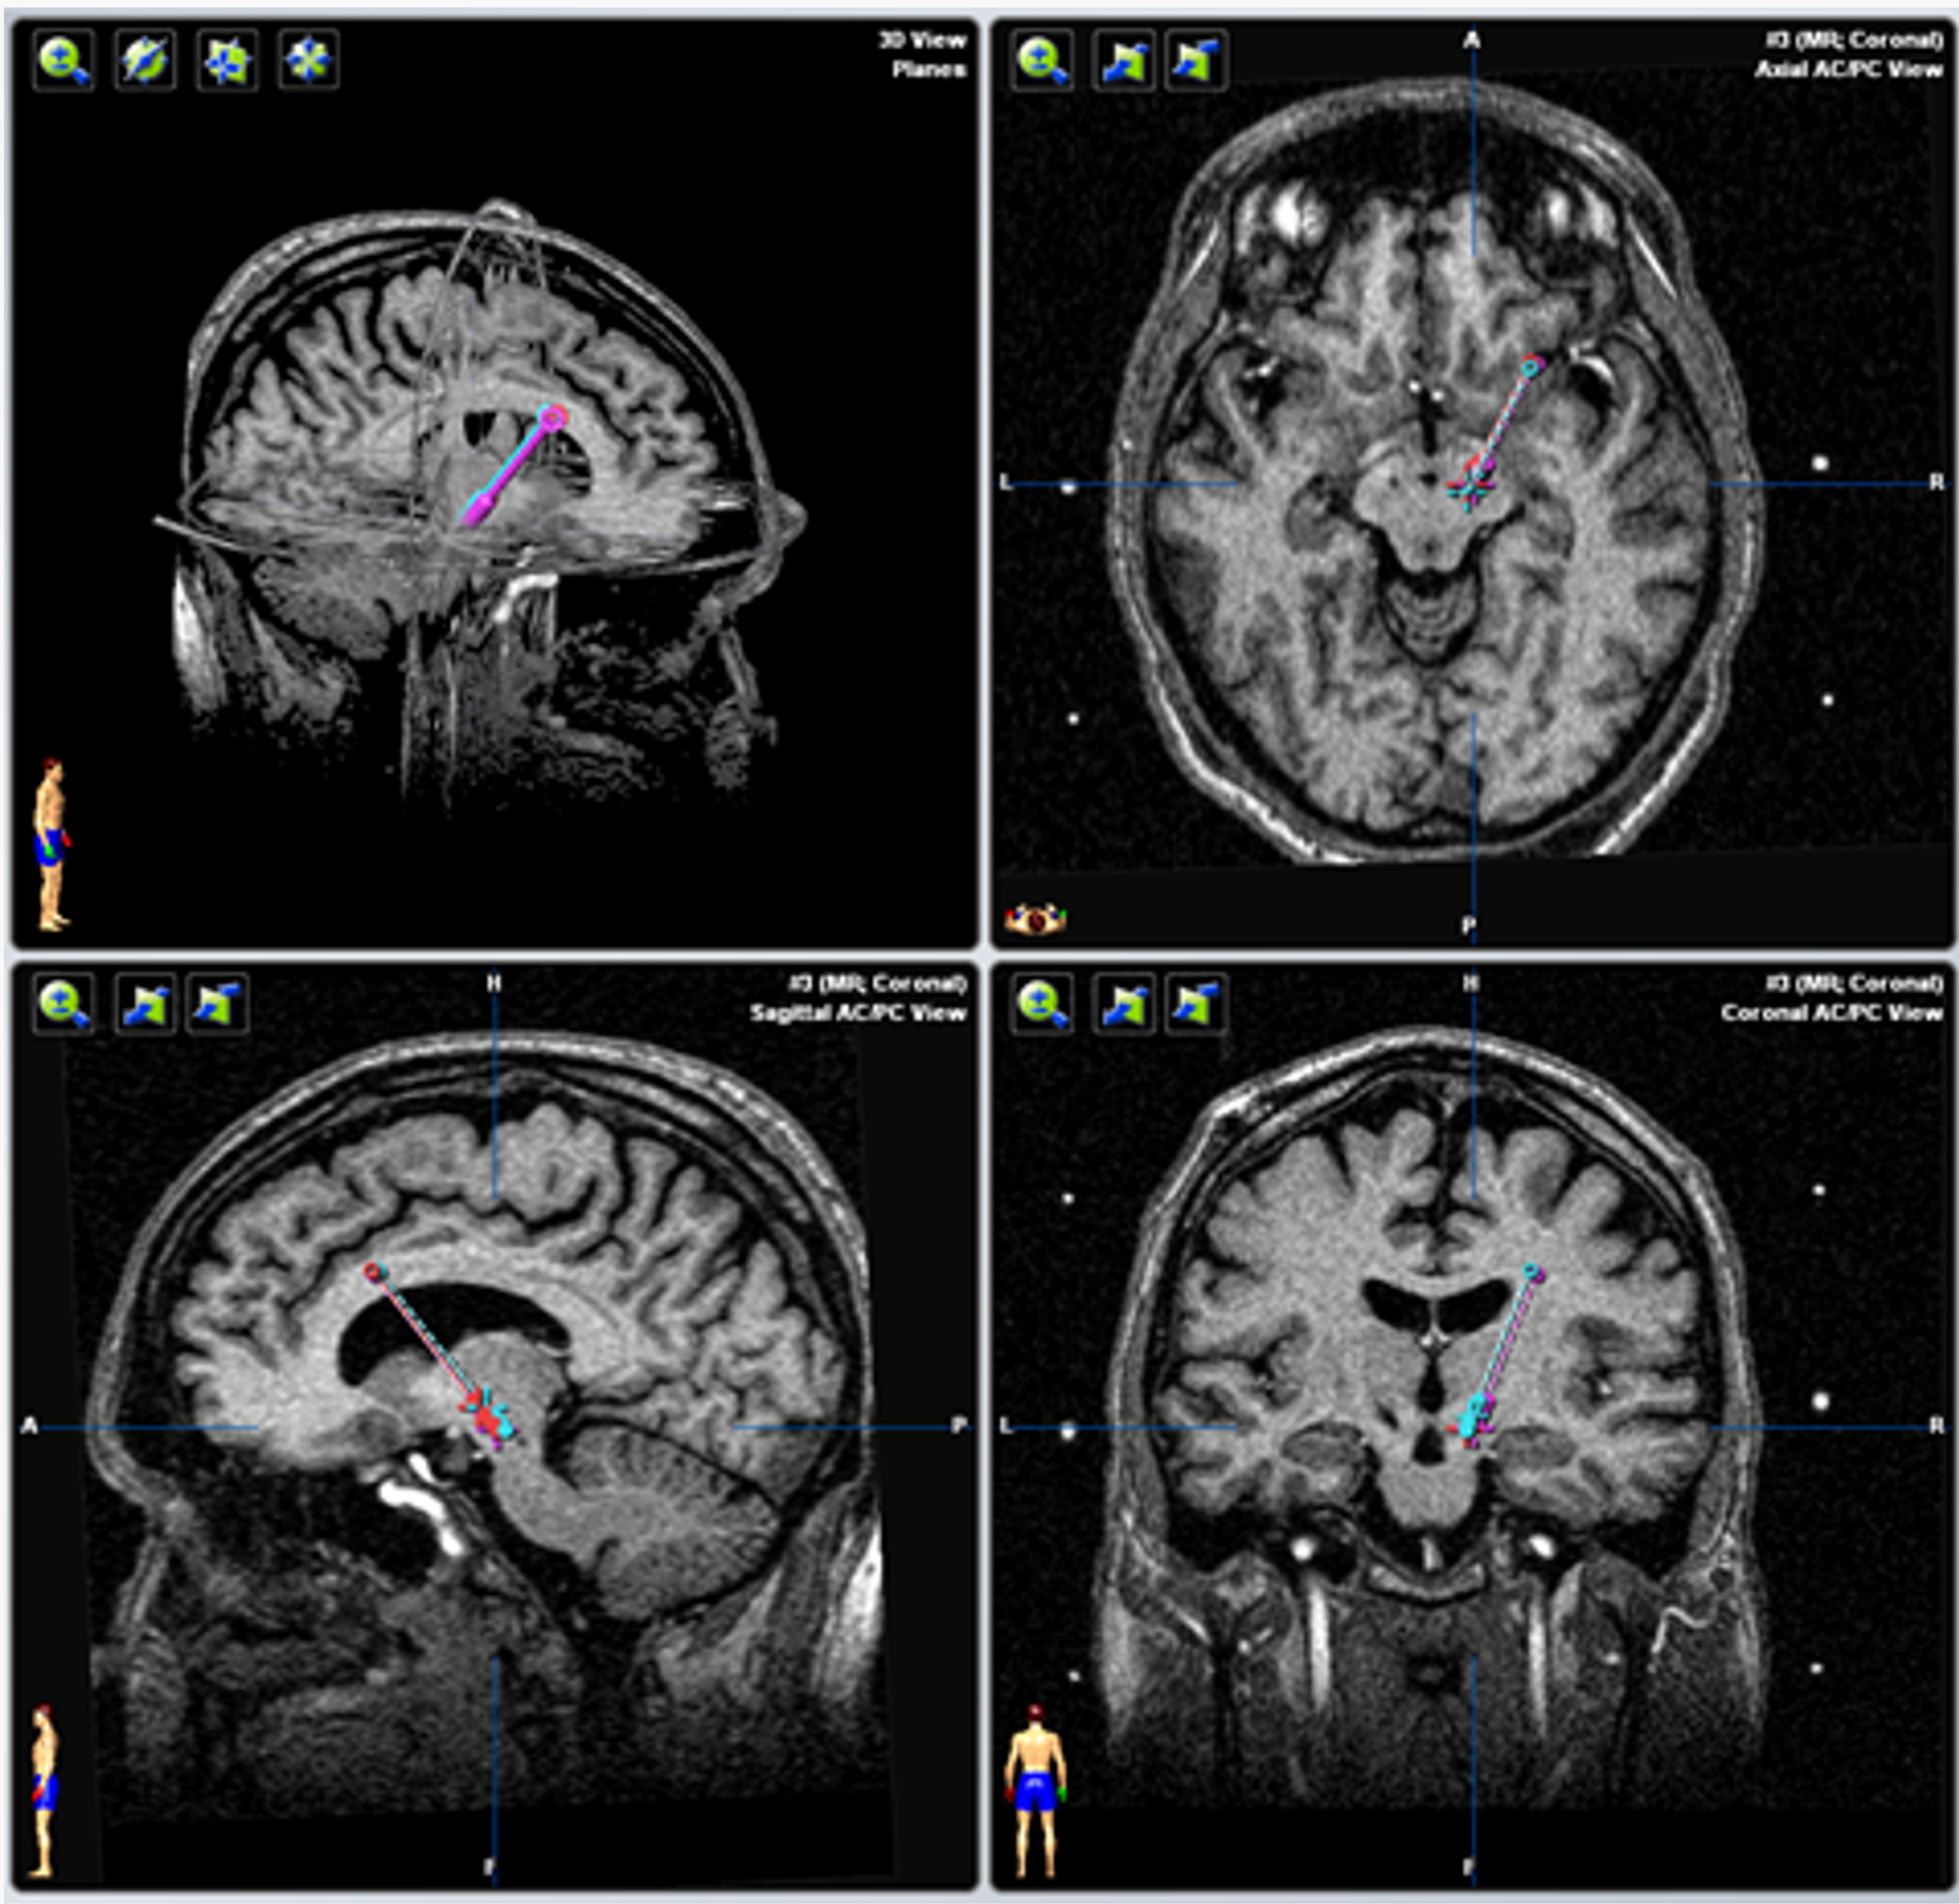 3D View
Planes
A
#3 (MR; Coronal)
Axial AC/PC View
L
R
P
H
#3 (MR; Coronal)
Sagittal AC/PC View
A
P
F
H
#3 (MR; Coronal)
Coronal AC/PC View
L
R
F